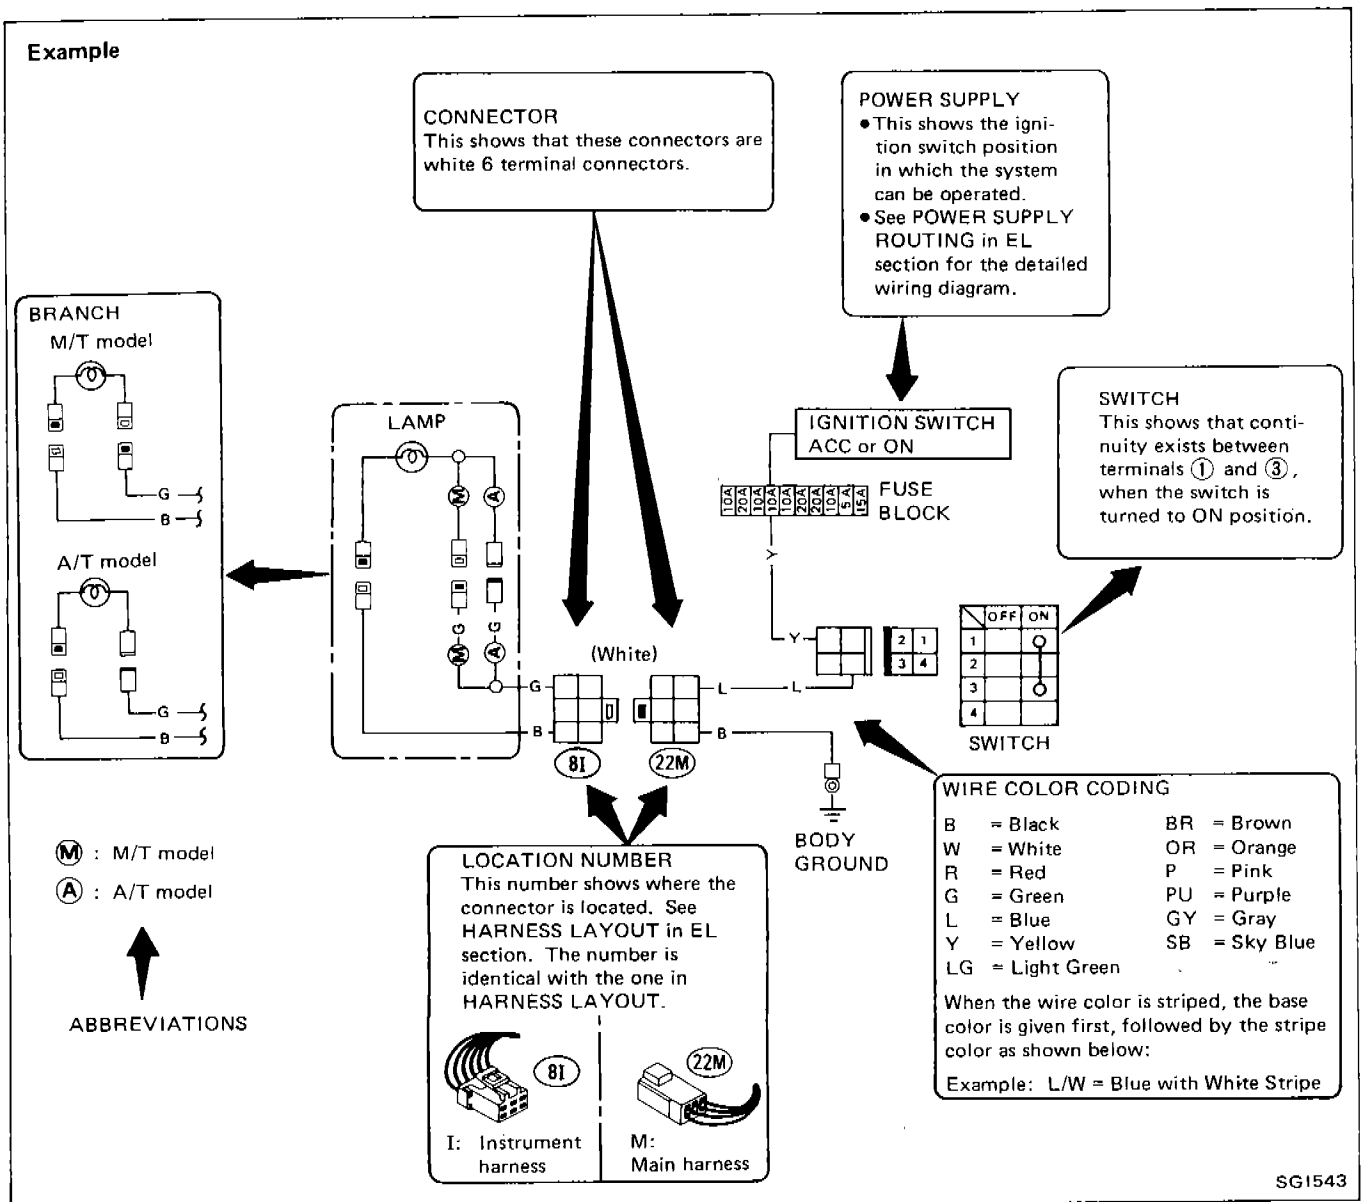 Example
CONNECTOR
This shows that these connectors are
white 6 terminal connectors.
POWER SUPPLY
● This shows the igni-
tion switch position
in which the system
can be operated.
● See POWER SUPPLY
ROUTING in EL
section for the detailed
wiring diagram.
BRANCH
M/T model
G
B
A/T model
G
B
LAMP
M
A
G
G
M
A
G
B
(White)
8I
22M
L
L
B
IGNITION SWITCH
ACC or ON
10A 20A 10A 10A 10A 20A 20A 10A 5A 15A
FUSE
BLOCK
Y
Y
2 1
3 4
SWITCH
This shows that conti-
nuity exists between
terminals ① and ③,
when the switch is
turned to ON position.
OFF ON
1
2
3
4
SWITCH
BODY
GROUND
Ⓜ : M/T model
Ⓐ : A/T model
ABBREVIATIONS
LOCATION NUMBER
This number shows where the
connector is located. See
HARNESS LAYOUT in EL
section. The number is
identical with the one in
HARNESS LAYOUT.
8I
22M
I: Instrument
harness
M:
Main harness
WIRE COLOR CODING
B = Black BR = Brown
W = White OR = Orange
R = Red P = Pink
G = Green PU = Purple
L = Blue GY = Gray
Y = Yellow SB = Sky Blue
LG = Light Green
When the wire color is striped, the base
color is given first, followed by the stripe
color as shown below:
Example: L/W = Blue with White Stripe
SG1543